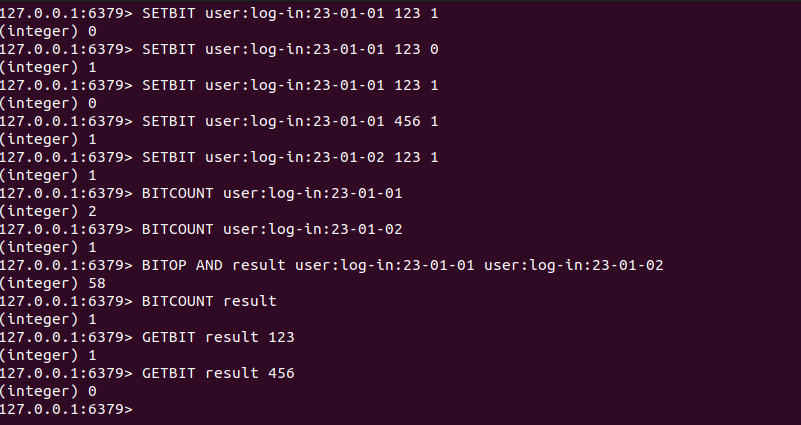 127.0.0.1:6379> SETBIT user:log-in:23-01-01 123 1
(integer) 0
127.0.0.1:6379> SETBIT user:log-in:23-01-01 123 0
(integer) 1
127.0.0.1:6379> SETBIT user:log-in:23-01-01 123 1
(integer) 0
127.0.0.1:6379> SETBIT user:log-in:23-01-01 456 1
(integer) 1
127.0.0.1:6379> SETBIT user:log-in:23-01-02 123 1
(integer) 1
127.0.0.1:6379> BITCOUNT user:log-in:23-01-01
(integer) 2
127.0.0.1:6379> BITCOUNT user:log-in:23-01-02
(integer) 1
127.0.0.1:6379> BITOP AND result user:log-in:23-01-01 user:log-in:23-01-02
(integer) 58
127.0.0.1:6379> BITCOUNT result
(integer) 1
127.0.0.1:6379> GETBIT result 123
(integer) 1
127.0.0.1:6379> GETBIT result 456
(integer) 0
127.0.0.1:6379>